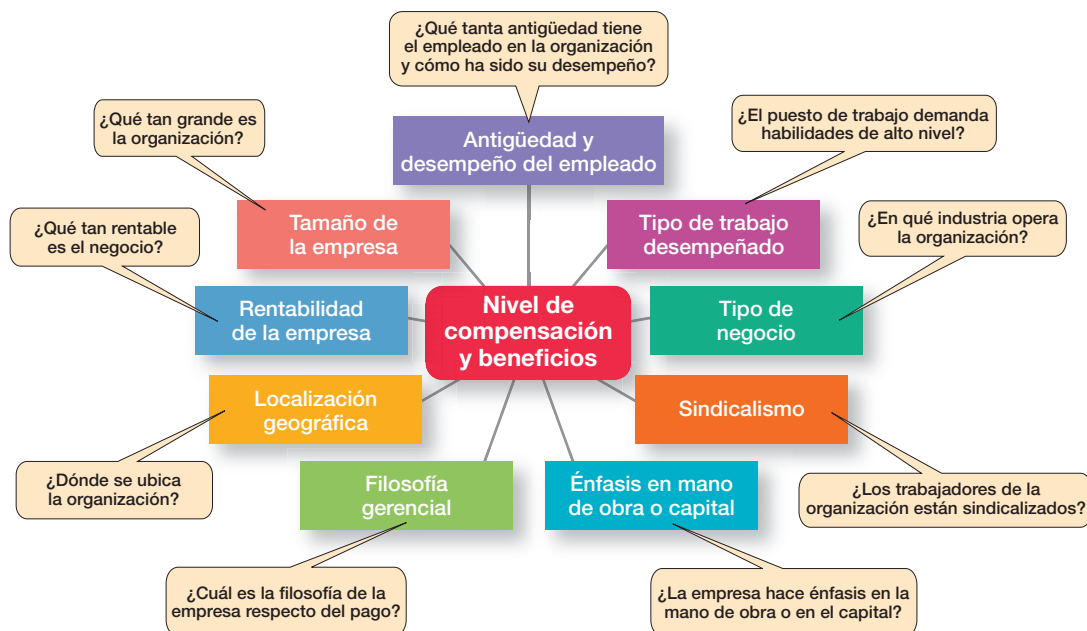 ¿Qué tanta antigüedad tiene
el empleado en la organización
y cómo ha sido su desempeño?
Antigüedad y
desempeño del empleado
¿Qué tan grande es
la organización?
Tamaño de
la empresa
¿El puesto de trabajo demanda
habilidades de alto nivel?
Tipo de trabajo
desempeñado
¿Qué tan rentable
es el negocio?
Rentabilidad
de la empresa
Nivel de
compensación
y beneficios
¿En qué industria opera
la organización?
Tipo de
negocio
Localización
geográfica
¿Dónde se ubica
la organización?
Sindicalismo
¿Los trabajadores de la
organización están sindicalizados?
Filosofía
gerencial
¿Cuál es la filosofía de la
empresa respecto del pago?
Énfasis en mano
de obra o capital
¿La empresa hace énfasis en la
mano de obra o en el capital?